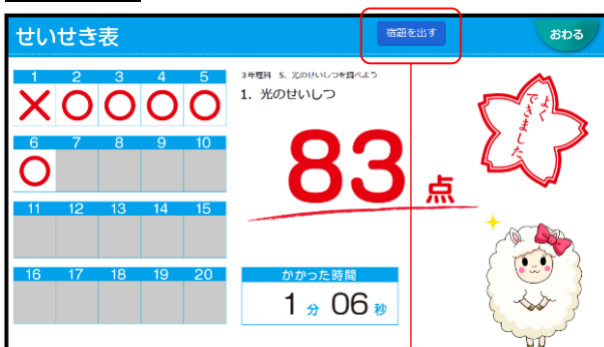 せいせき表
宿題を出す
おわる
1 2 3 4 5
6 7 8 9 10
11 12 13 14 15
16 17 18 19 20
3年理科 5. 光のせいしつを調べよう
1. 光のせいしつ
83点
かかった時間
1分06秒
よく
できました